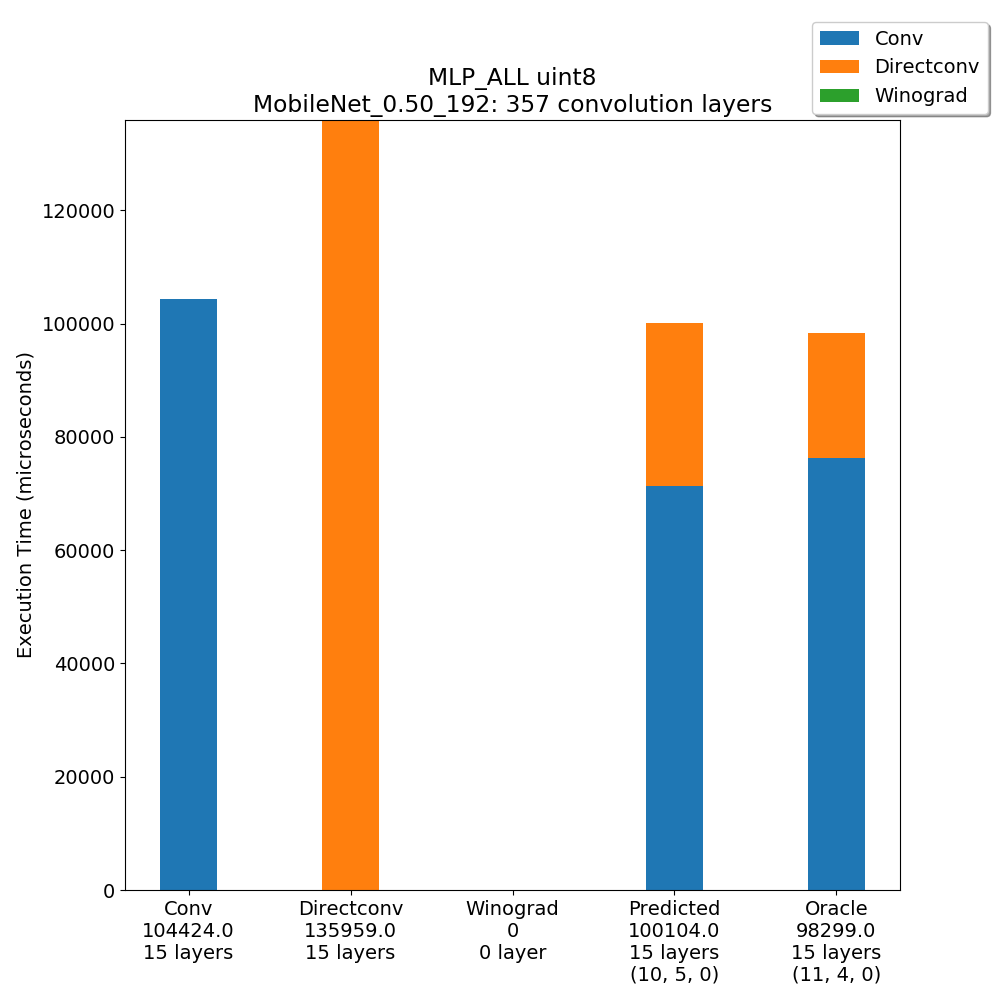 Conv
Directconv
Winograd
MLP_ALL uint8
MobileNet_0.50_192: 357 convolution layers
Execution Time (microseconds)
120000
100000
80000
60000
40000
20000
0
Conv
104424.0
15 layers
Directconv
135959.0
15 layers
Winograd
0
0 layer
Predicted
100104.0
15 layers
(10, 5, 0)
Oracle
98299.0
15 layers
(11, 4, 0)